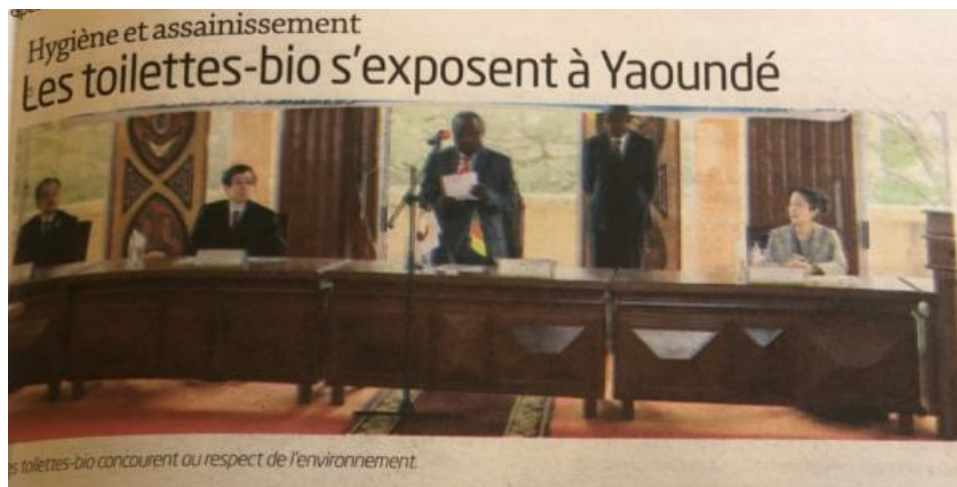 Hygiène et assainissement
Les toilettes-bio s'exposent à Yaoundé
toilettes-bio concourent au respect de l'environnement.